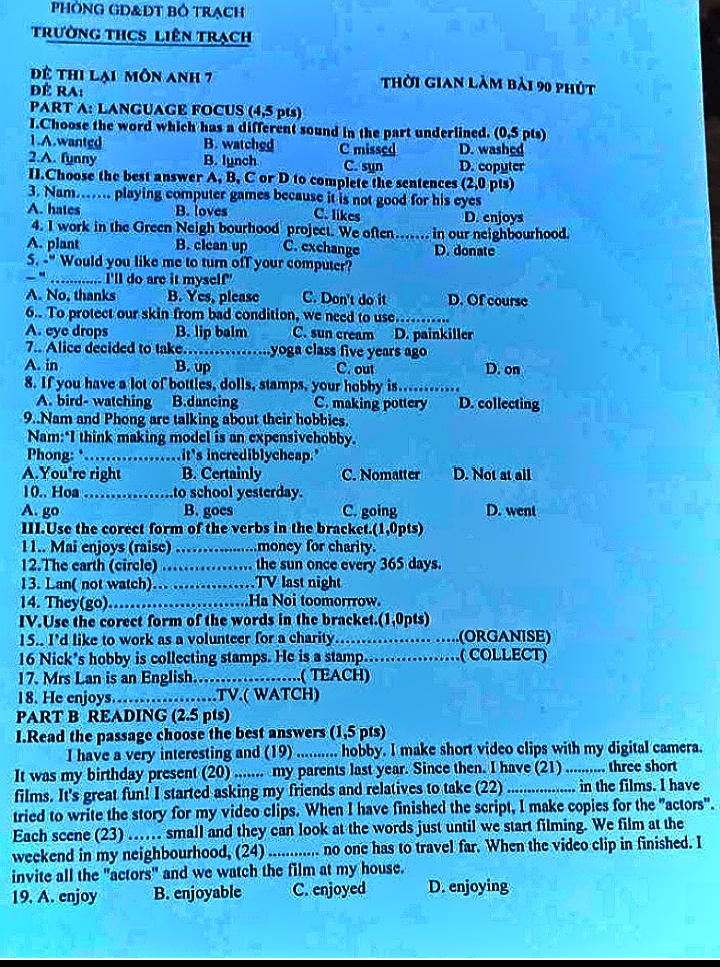 PHÒNG GD&ĐT BỐ TRẠCH
TRƯỜNG THCS LIÊN TRẠCH
ĐỀ THI LẠI MÔN ANH 7
THỜI GIAN LÀM BÀI 90 PHÚT
ĐỀ RA:
PART A: LANGUAGE FOCUS (4,5 pts)
I.Choose the word which has a different sound in the part underlined. (0,5 pts)
1.A.wanted B. watched C missed D. washed
2.A. funny B. lunch C. sun D. coputer
II.Choose the best answer A, B, C or D to complete the sentences (2,0 pts)
3. Nam....... playing computer games because it is not good for his eyes
A. hates B. loves C. likes D. enjoys
4. I work in the Green Neigh bourhood project. We often....... in our neighbourhood.
A. plant B. clean up C. exchange D. donate
5. -" Would you like me to turn off your computer?
– " ............ I'll do are it myself"
A. No, thanks B. Yes, please C. Don't do it D. Of course
6.. To protect our skin from bad condition, we need to use...........
A. eye drops B. lip balm C. sun cream D. painkiller
7.. Alice decided to take..................yoga class five years ago
A. in B. up C. out D. on
8. If you have a lot of bottles, dolls, stamps, your hobby is.............
A. bird- watching B.dancing C. making pottery D. collecting
9..Nam and Phong are talking about their hobbies.
Nam:'I think making model is an expensivehobby.
Phong: '....................it's incrediblycheap.'
A.You're right B. Certainly C. Nomatter D. Not at all
10.. Hoa ...................to school yesterday.
A. go B. goes C. going D. went
III.Use the corect form of the verbs in the bracket.(1,0pts)
11.. Mai enjoys (raise) .................money for charity.
12.The earth (circle) ................... the sun once every 365 days.
13. Lan( not watch)... ..................TV last night
14. They(go)..............................Ha Noi toomorrrow.
IV.Use the corect form of the words in the bracket.(1,0pts)
15.. I'd like to work as a volunteer for a charity.................... .....(ORGANISE)
16 Nick's hobby is collecting stamps. He is a stamp....................( COLLECT)
17. Mrs Lan is an English.......................( TEACH)
18. He enjoys......................TV.( WATCH)
PART B READING (2.5 pts)
I.Read the passage choose the best answers (1,5 pts)
I have a very interesting and (19) ......... hobby. I make short video clips with my digital camera.
It was my birthday present (20) ....... my parents last year. Since then. I have (21) .......... three short
films. It's great fun! I started asking my friends and relatives to take (22) ................. in the films. I have
tried to write the story for my video clips. When I have finished the script, I make copies for the "actors".
Each scene (23) ...... small and they can look at the words just until we start filming. We film at the
weekend in my neighbourhood, (24) ............ no one has to travel far. When the video clip in finished. I
invite all the "actors" and we watch the film at my house.
19. A. enjoy B. enjoyable C. enjoyed D. enjoying